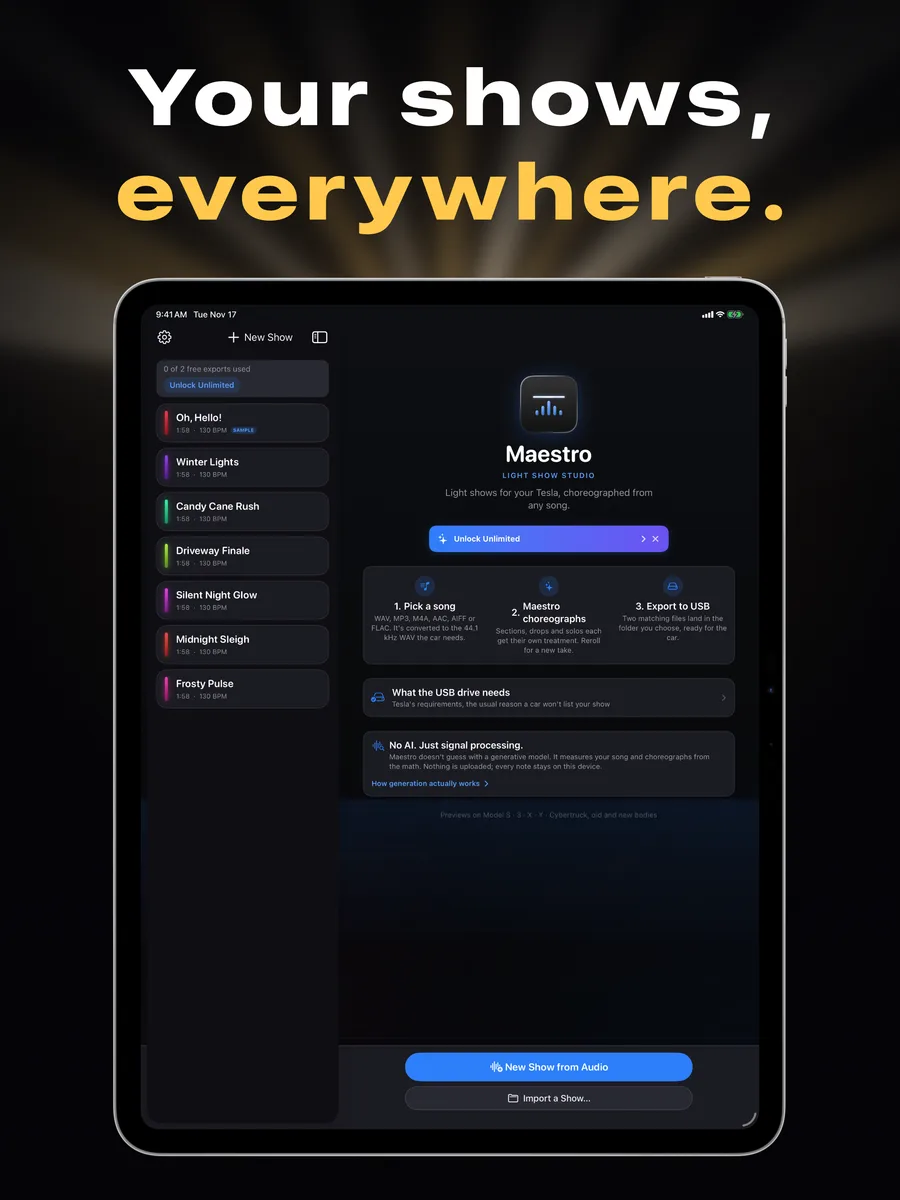 Your shows,
everywhere.
9:41 AM Tue Nov 17
New Show
0 of 2 free exports used
Unlock Unlimited
Oh, Hello!
1:58 · 130 BPM SAMPLE
Winter Lights
1:58 · 130 BPM
Candy Cane Rush
1:58 · 130 BPM
Driveway Finale
1:58 · 130 BPM
Silent Night Glow
1:58 · 130 BPM
Midnight Sleigh
1:58 · 130 BPM
Frosty Pulse
1:58 · 130 BPM
Maestro
LIGHT SHOW STUDIO
Light shows for your Tesla, choreographed from
any song.
Unlock Unlimited
1. Pick a song
WAV, MP3, M4A, AAC, AIFF or
FLAC. It's converted to the 44.1
kHz WAV the car needs.
2. Maestro
choreographs
Sections, drops and solos each
get their own treatment. Reroll
for a new take.
3. Export to USB
Two matching files land in the
folder you choose, ready for the
car.
What the USB drive needs
Tesla's requirements, the usual reason a car won't list your show
No AI. Just signal processing.
Maestro doesn't guess with a generative model. It measures your song and choreographs from
the math. Nothing is uploaded; every note stays on this device.
How generation actually works
Previews on Model S · 3 · X · Y · Cybertruck, old and new bodies
New Show from Audio
Import a Show...